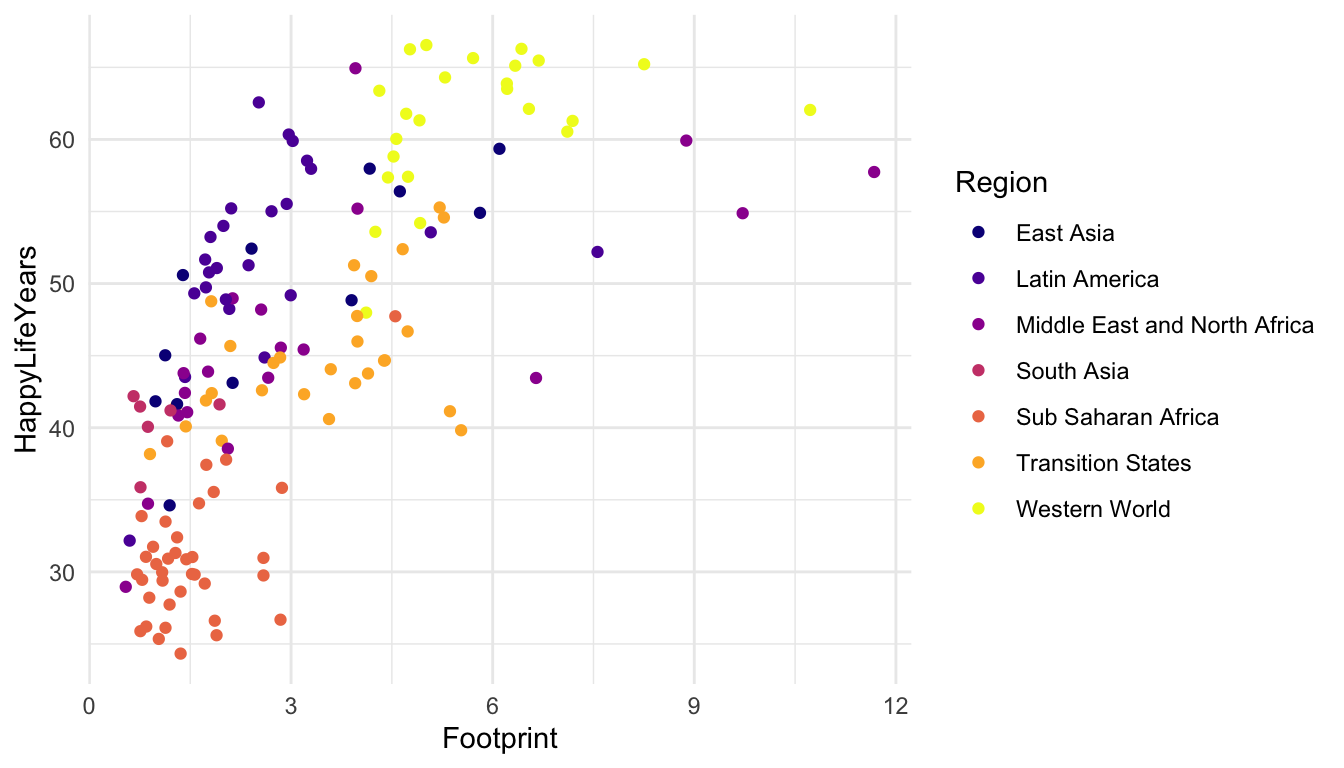 60
50
40
30
HappyLifeYears
0 3 6 9 12
Footprint
Region
East Asia
Latin America
Middle East and North Africa
South Asia
Sub Saharan Africa
Transition States
Western World